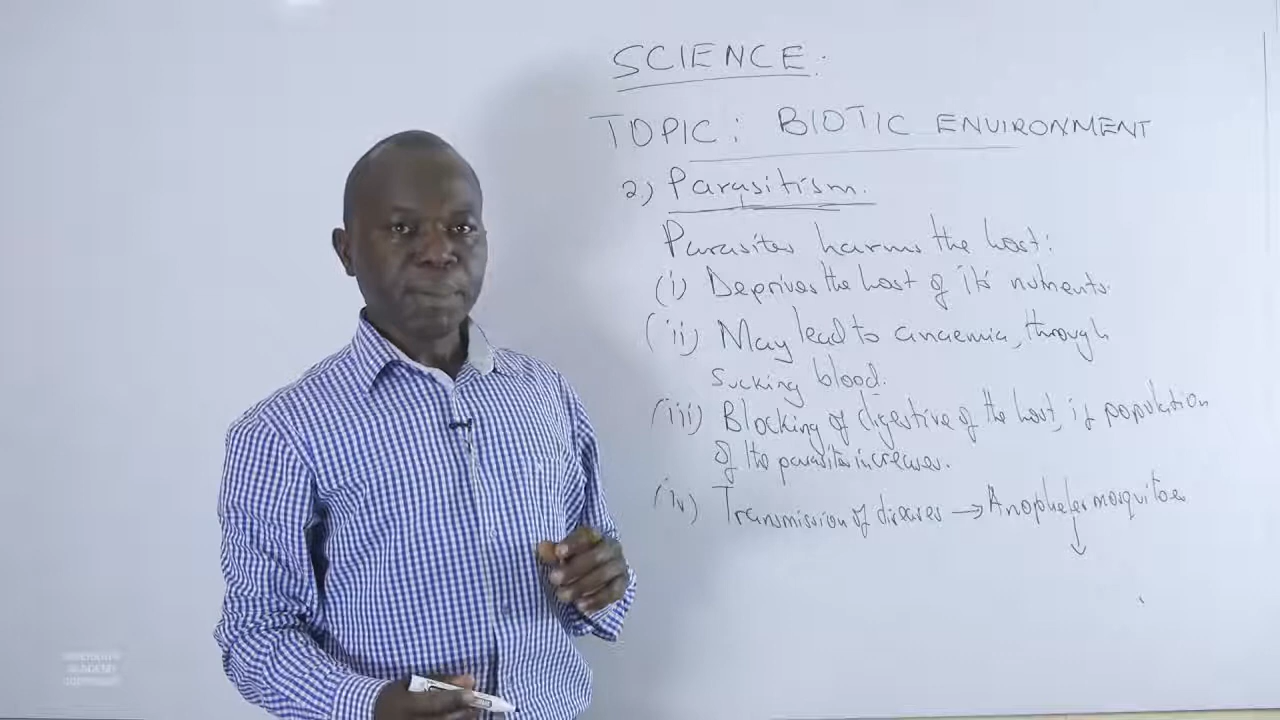 SCIENCE:
TOPIC: BIOTIC ENVIRONMENT
2) Parasitism.
Parasites harms the host:
(i) Deprives the host of its nutrients.
(ii) May lead to anaemia, through
sucking blood.
(iii) Blocking of digestive of the host, if population
of the parasites increases.
(iv) Transmission of diseases → Anopheles mosquitoes